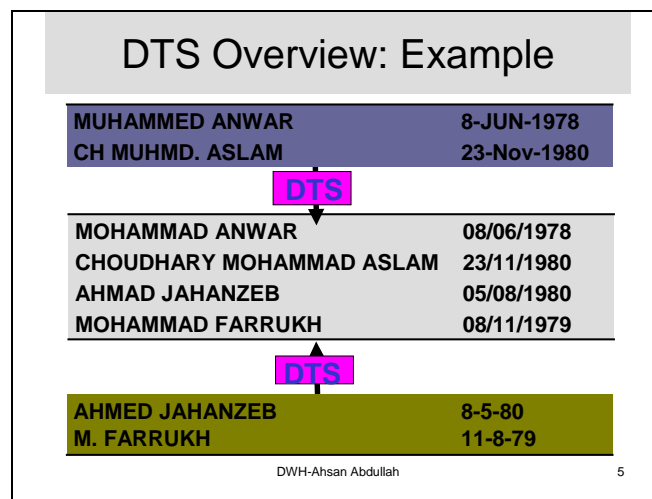 DTS Overview: Example
MUHAMMED ANWAR 8-JUN-1978
CH MUHMD. ASLAM 23-Nov-1980
DTS
MOHAMMAD ANWAR 08/06/1978
CHOUDHARY MOHAMMAD ASLAM 23/11/1980
AHMAD JAHANZEB 05/08/1980
MOHAMMAD FARRUKH 08/11/1979
DTS
AHMED JAHANZEB 8-5-80
M. FARRUKH 11-8-79
DWH-Ahsan Abdullah 5